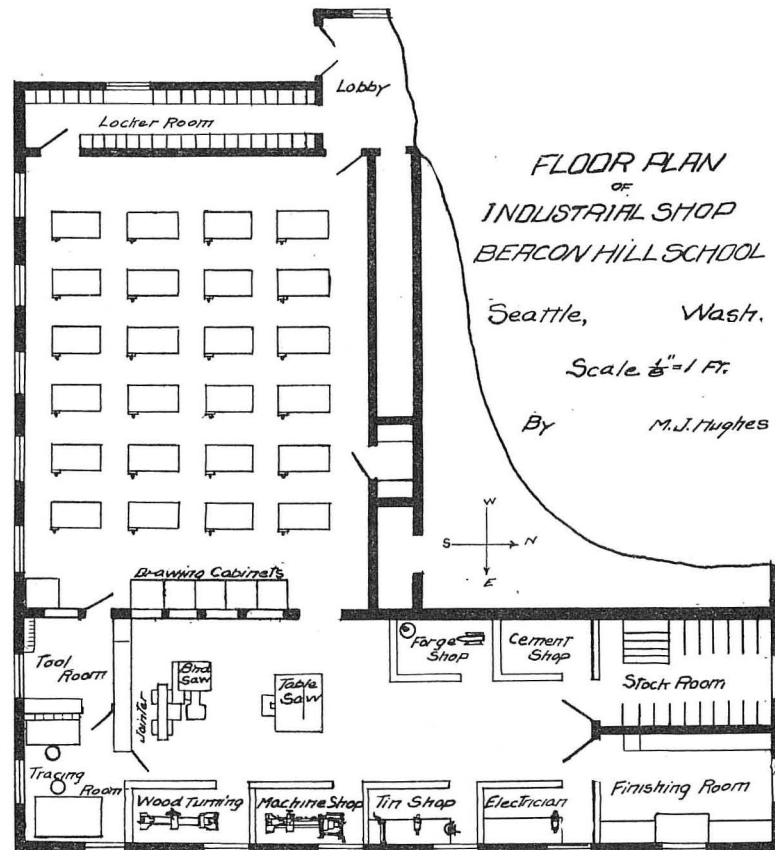 Lobby
Locker Room
FLOOR PLAN
OF
INDUSTRIAL SHOP
BEACON HILL SCHOOL
Seattle, Wash.
Scale ⅛"=1 Ft.
By M.J. Hughes
W
S N
E
Drawing Cabinets
Tool
Room
Jointer
Band
Saw
Table
Saw
Forge
Shop
Cement
Shop
Stock Room
Tracing
Room
Wood Turning
Machine Shop
Tin Shop
Electrician
Finishing Room